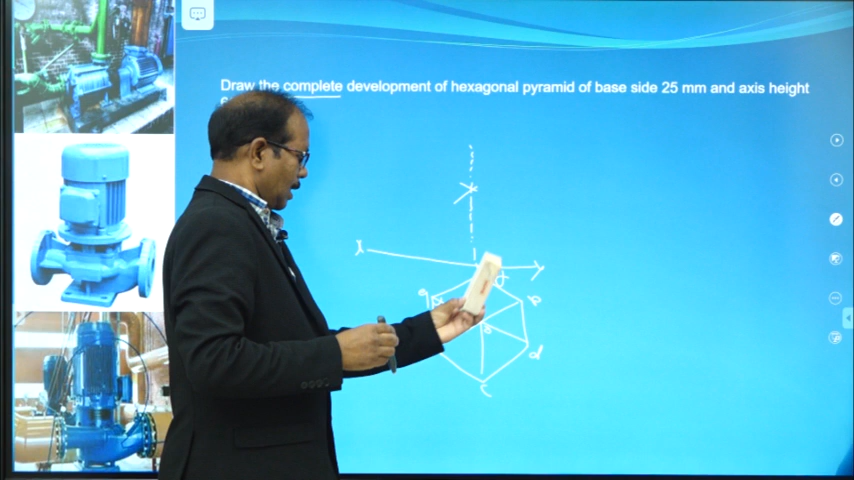 Draw the complete development of hexagonal pyramid of base side 25 mm and axis height
X
y
a
f
e
o
d
c